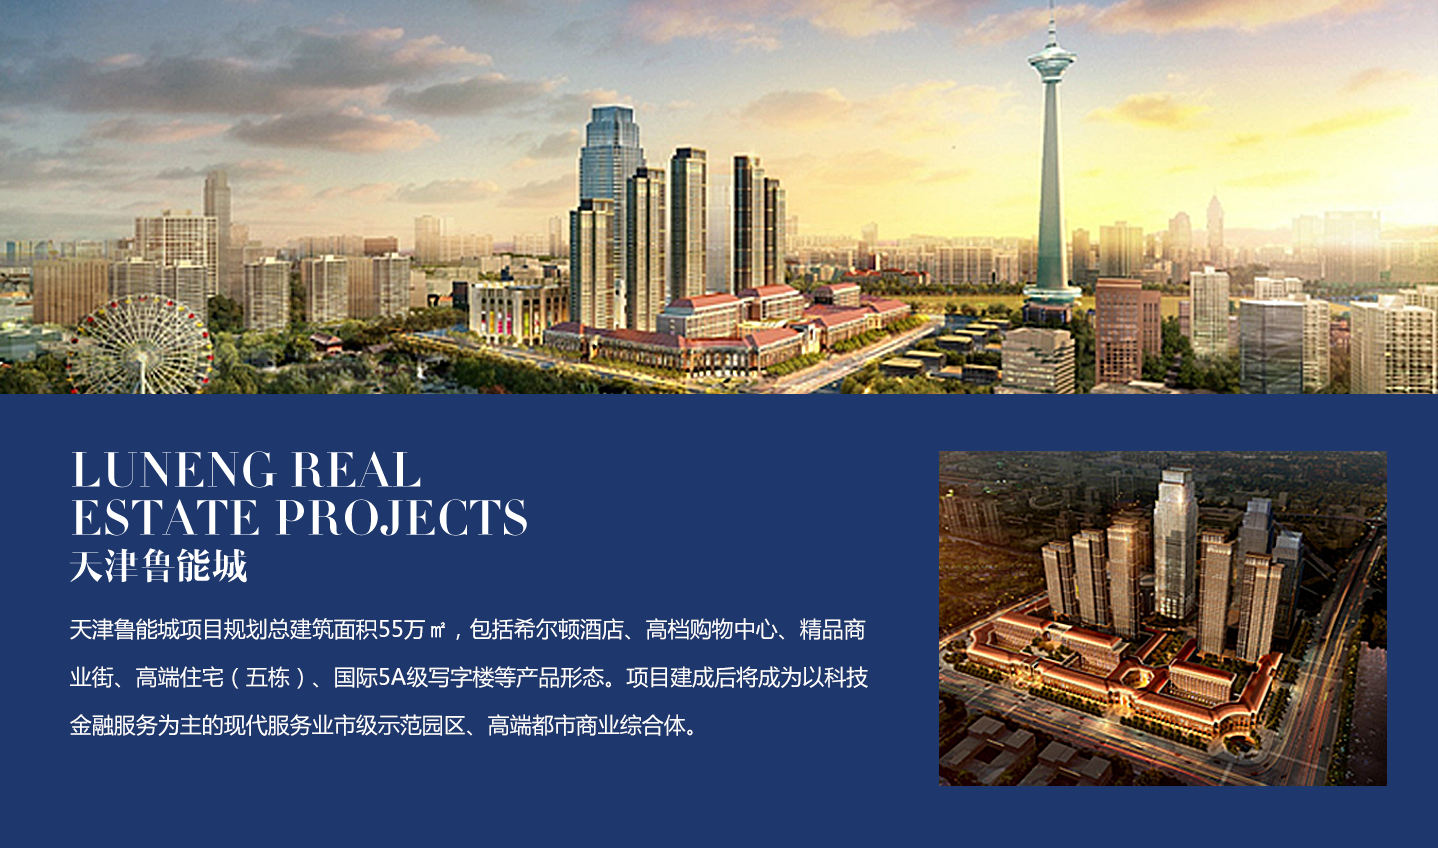 LUNENG REAL
ESTATE PROJECTS
天津鲁能城
天津鲁能城项目规划总建筑面积55万㎡，包括希尔顿酒店、高档购物中心、精品商
业街、高端住宅（五栋）、国际5A级写字楼等产品形态。项目建成后将成为以科技
金融服务为主的现代服务业市级示范园区、高端都市商业综合体。